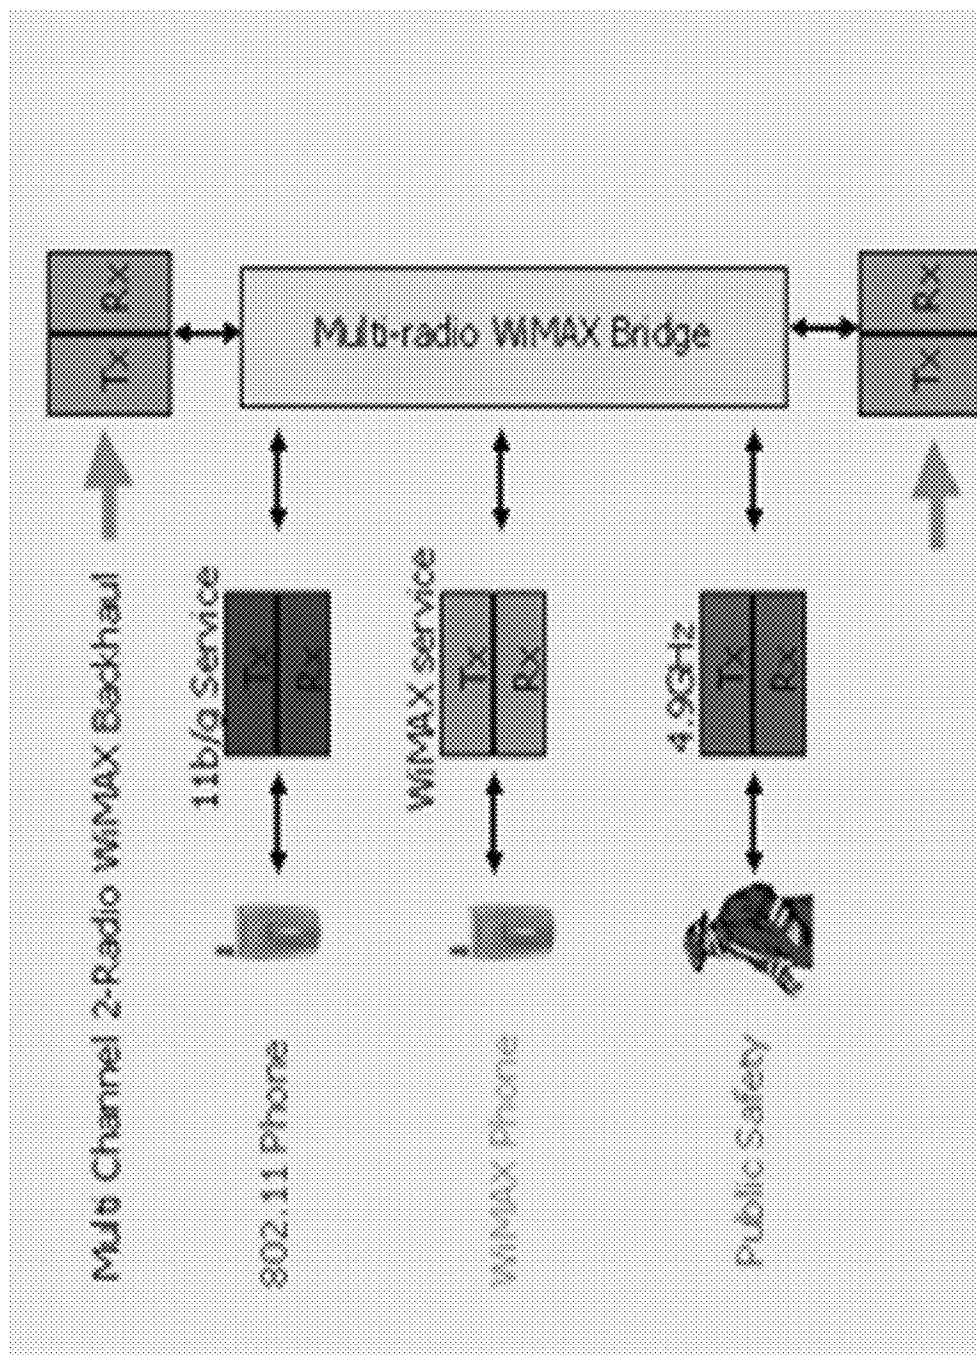 Multi Channel 2-Radio WiMAX Backhaul
Tx Rx
802.11 Phone
11b/g Service
Tx
Rx
WiMAX Phone
WiMAX service
Tx
Rx
Multi-radio WiMAX Bridge
Public Safety
4.9GHz
Tx
Rx
Tx Rx